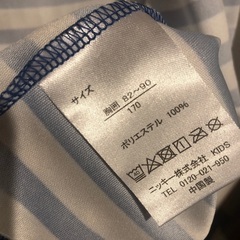 サイズ
胸囲 82~90
170
ポリエステル 100%
ニッキー株式会社 KIDS
TEL 0120-021-950
中国製